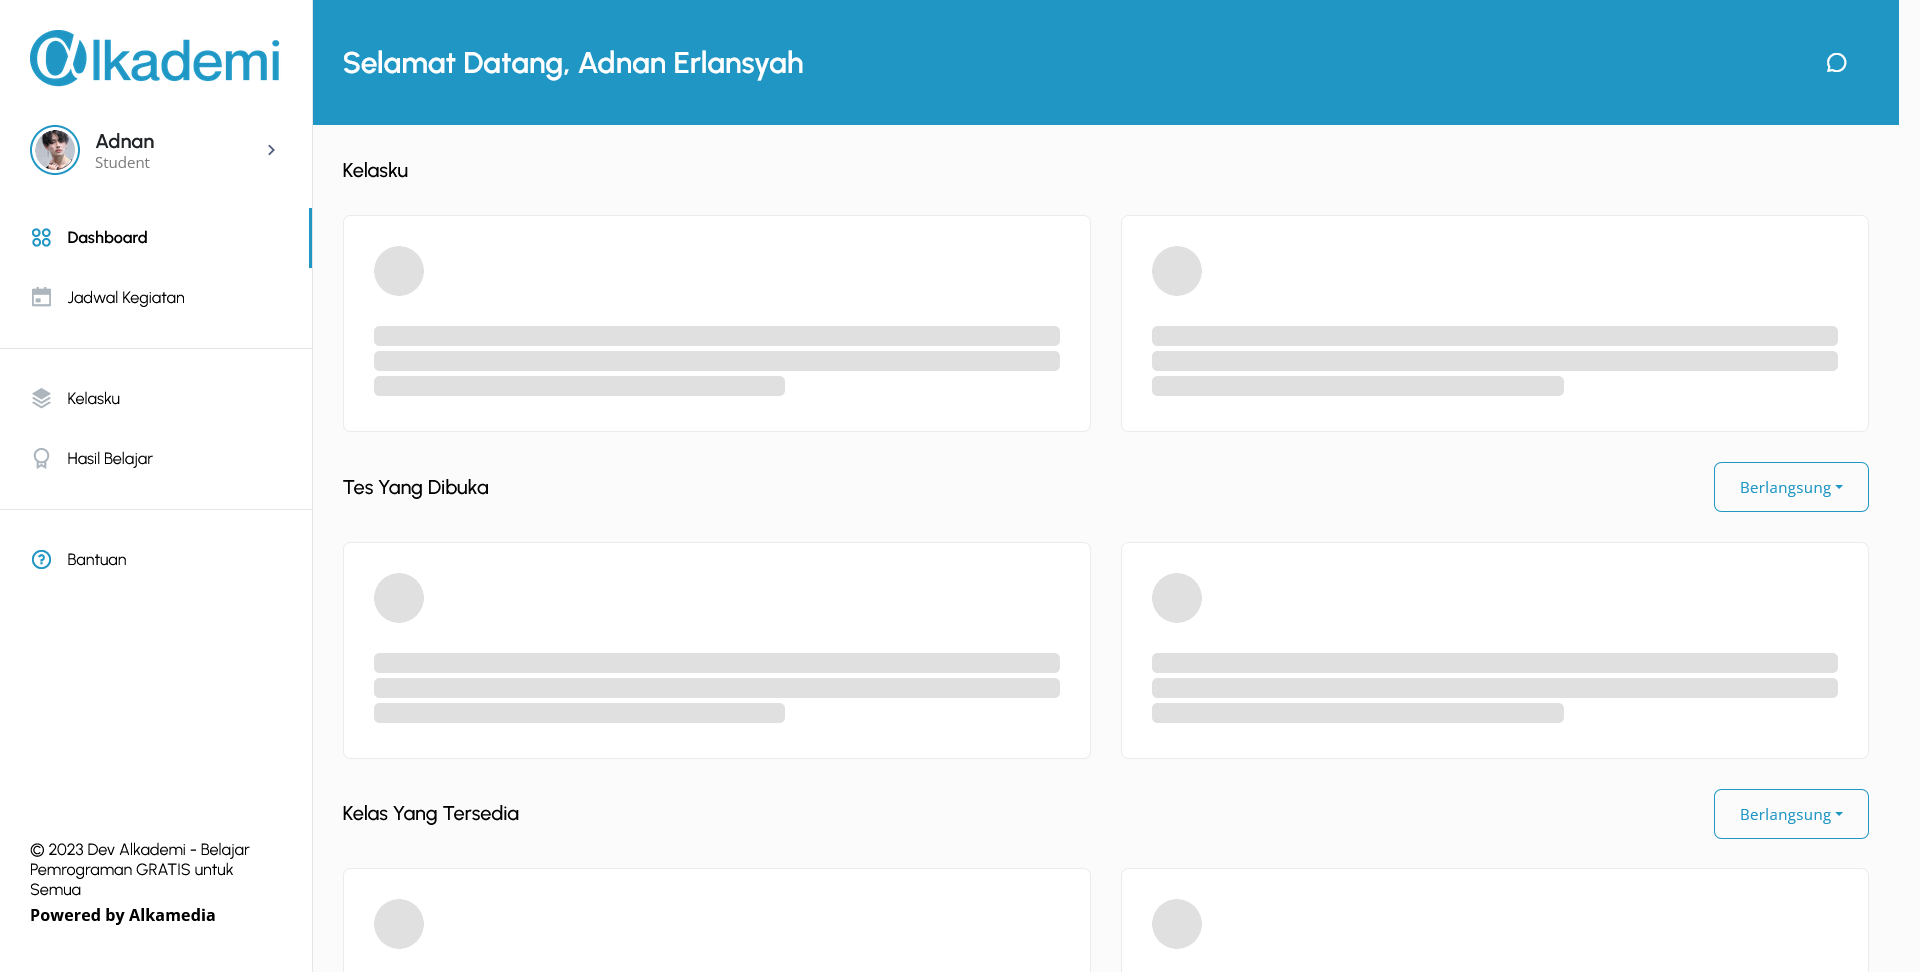 alkademi
Adnan
Student
Dashboard
Jadwal Kegiatan
Kelasku
Hasil Belajar
Bantuan
© 2023 Dev Alkademi - Belajar
Pemrograman GRATIS untuk
Semua
Powered by Alkamedia
Selamat Datang, Adnan Erlansyah
Kelasku
Tes Yang Dibuka
Berlangsung
Kelas Yang Tersedia
Berlangsung